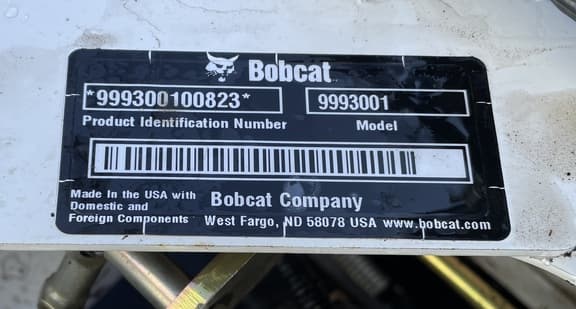 Bobcat
*999300100823* 9993001
Product Identification Number Model
Made In the USA with
Domestic and
Foreign Components
Bobcat Company
West Fargo, ND 58078 USA www.bobcat.com